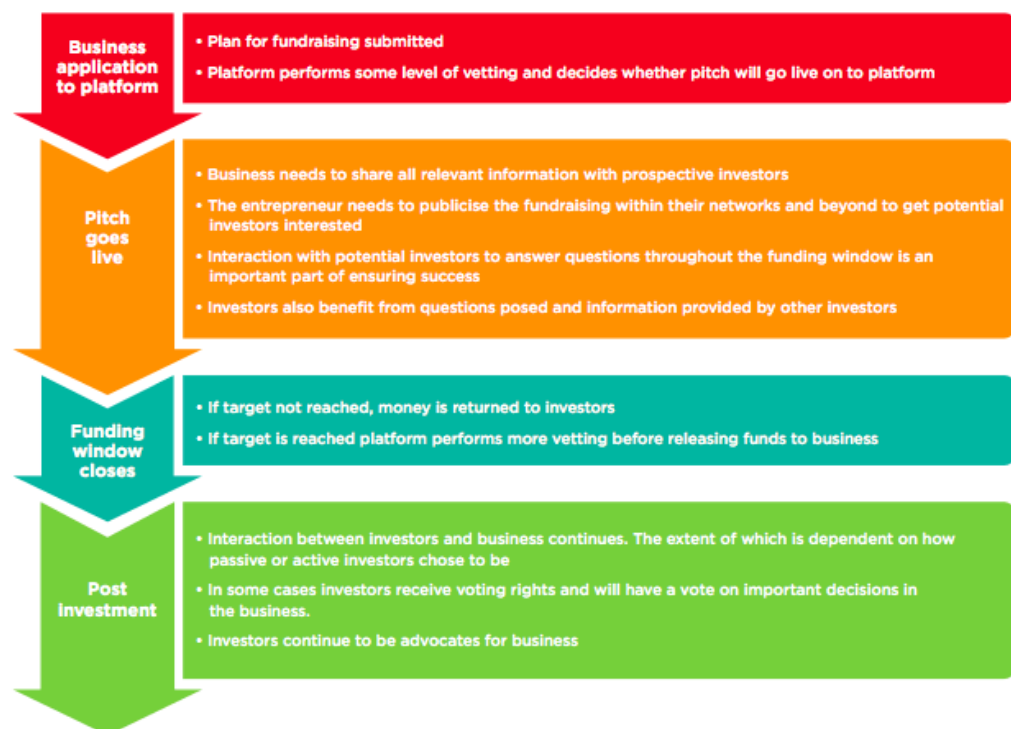 Business
application
to platform
• Plan for fundraising submitted
• Platform performs some level of vetting and decides whether pitch will go live on to platform
Pitch
goes
live
• Business needs to share all relevant information with prospective investors
• The entrepreneur needs to publicise the fundraising within their networks and beyond to get potential
investors interested
• Interaction with potential investors to answer questions throughout the funding window is an
important part of ensuring success
• Investors also benefit from questions posed and information provided by other investors
Funding
window
closes
• If target not reached, money is returned to investors
• If target is reached platform performs more vetting before releasing funds to business
Post
investment
• Interaction between investors and business continues. The extent of which is dependent on how
passive or active investors chose to be
• In some cases investors receive voting rights and will have a vote on important decisions in
the business.
• Investors continue to be advocates for business